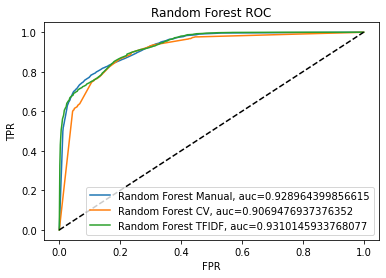 Random Forest ROC
1.0
0.8
0.6
0.4
0.2
0.0
TPR
Random Forest Manual, auc=0.928964399856615
Random Forest CV, auc=0.9069476937376352
Random Forest TFIDF, auc=0.9310145933768077
0.0 0.2 0.4 0.6 0.8 1.0
FPR